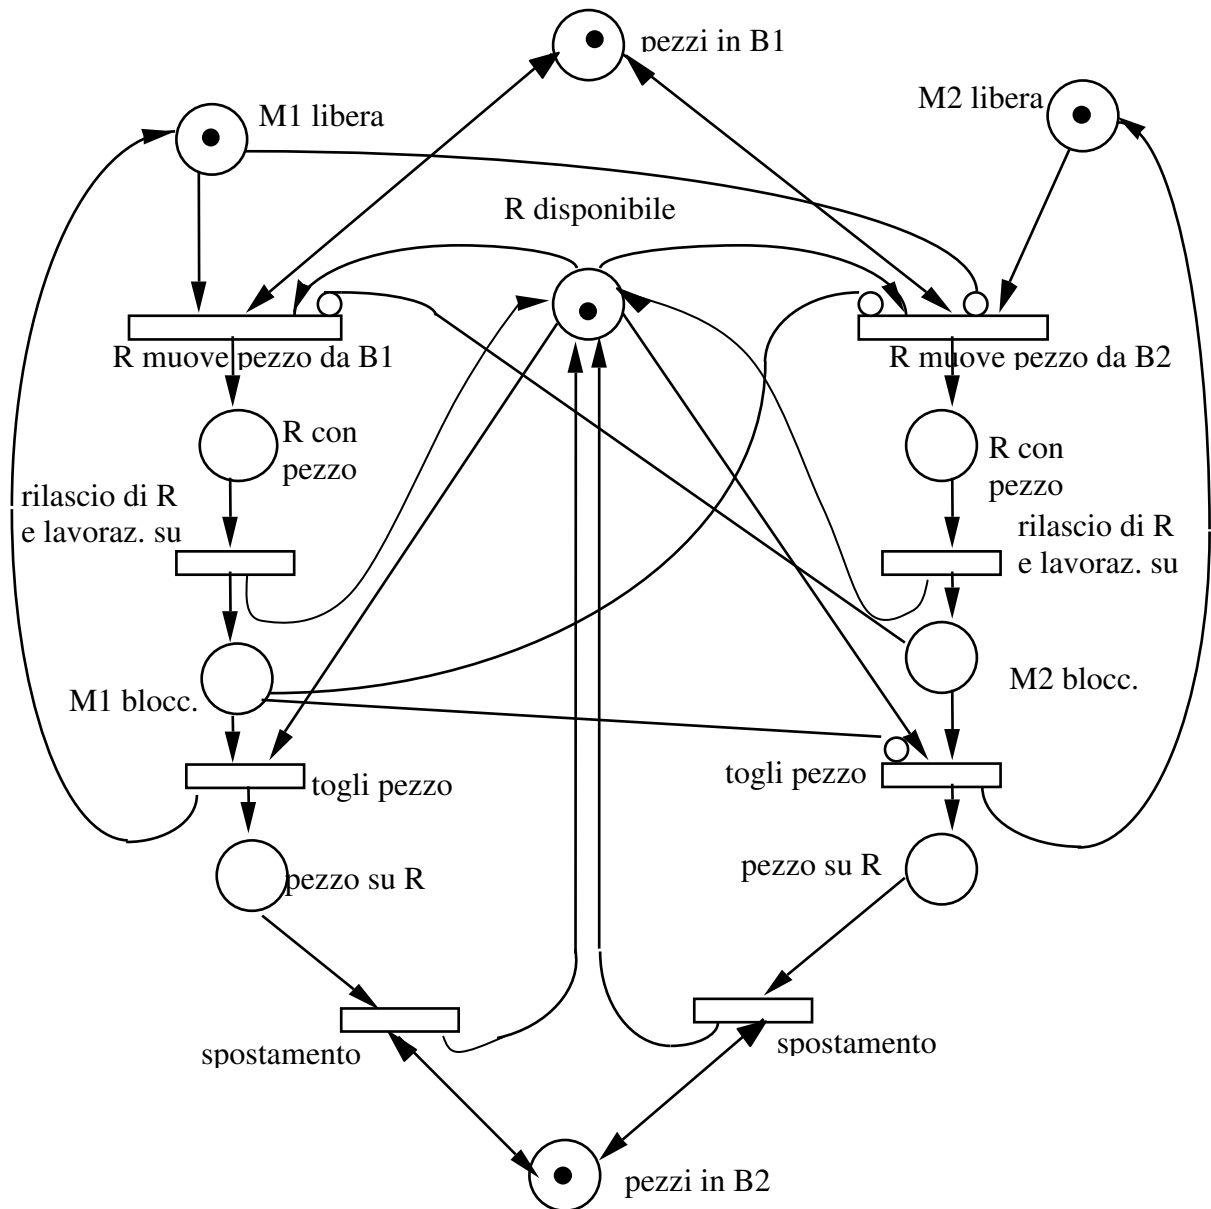 pezzi in B1
M2 libera
M1 libera
R disponibile
R muove pezzo da B1
R muove pezzo da B2
R con
pezzo
R con
pezzo
rilascio di R
e lavoraz. su
rilascio di R
e lavoraz. su
M1 blocc.
M2 blocc.
togli pezzo
togli pezzo
pezzo su R
pezzo su R
spostamento
spostamento
pezzi in B2